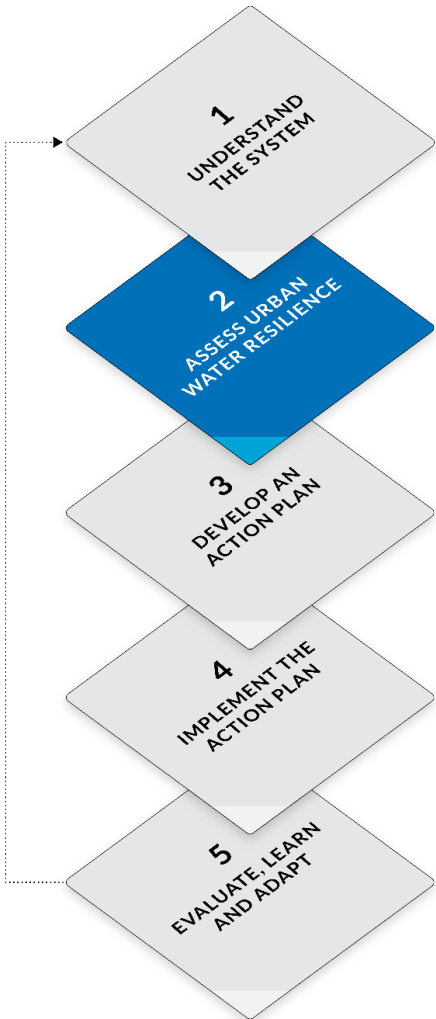 1
UNDERSTAND
THE SYSTEM
2
ASSESS URBAN
WATER RESILIENCE
3
DEVELOP AN
ACTION PLAN
4
IMPLEMENT THE
ACTION PLAN
5
EVALUATE, LEARN
AND ADAPT